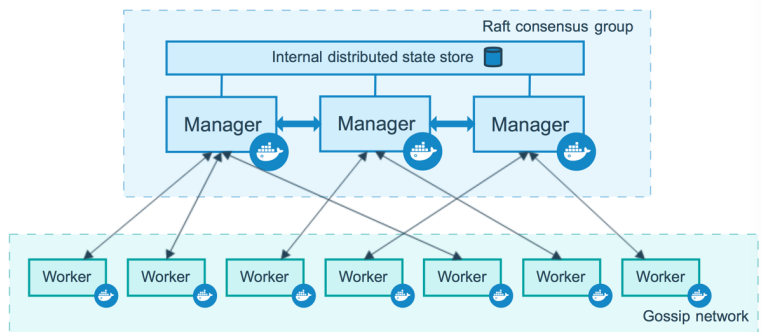 Raft consensus group
Internal distributed state store
Manager
Manager
Manager
Worker
Worker
Worker
Worker
Worker
Worker
Worker
Gossip network